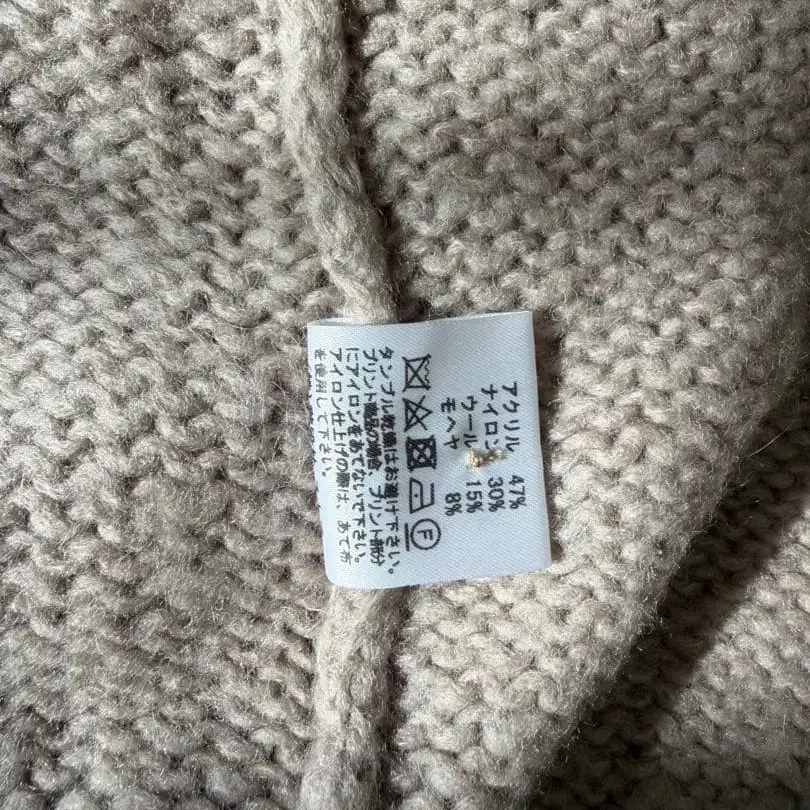 アクリル 47%
ナイロン 30%
ウール 15%
モヘヤ 8%
F
タンブル乾燥はお避け下さい。
プリント商品の場合、プリント部分
にアイロンをあてないで下さい。
アイロン仕上げの際は、あて布
を使用して下さい。